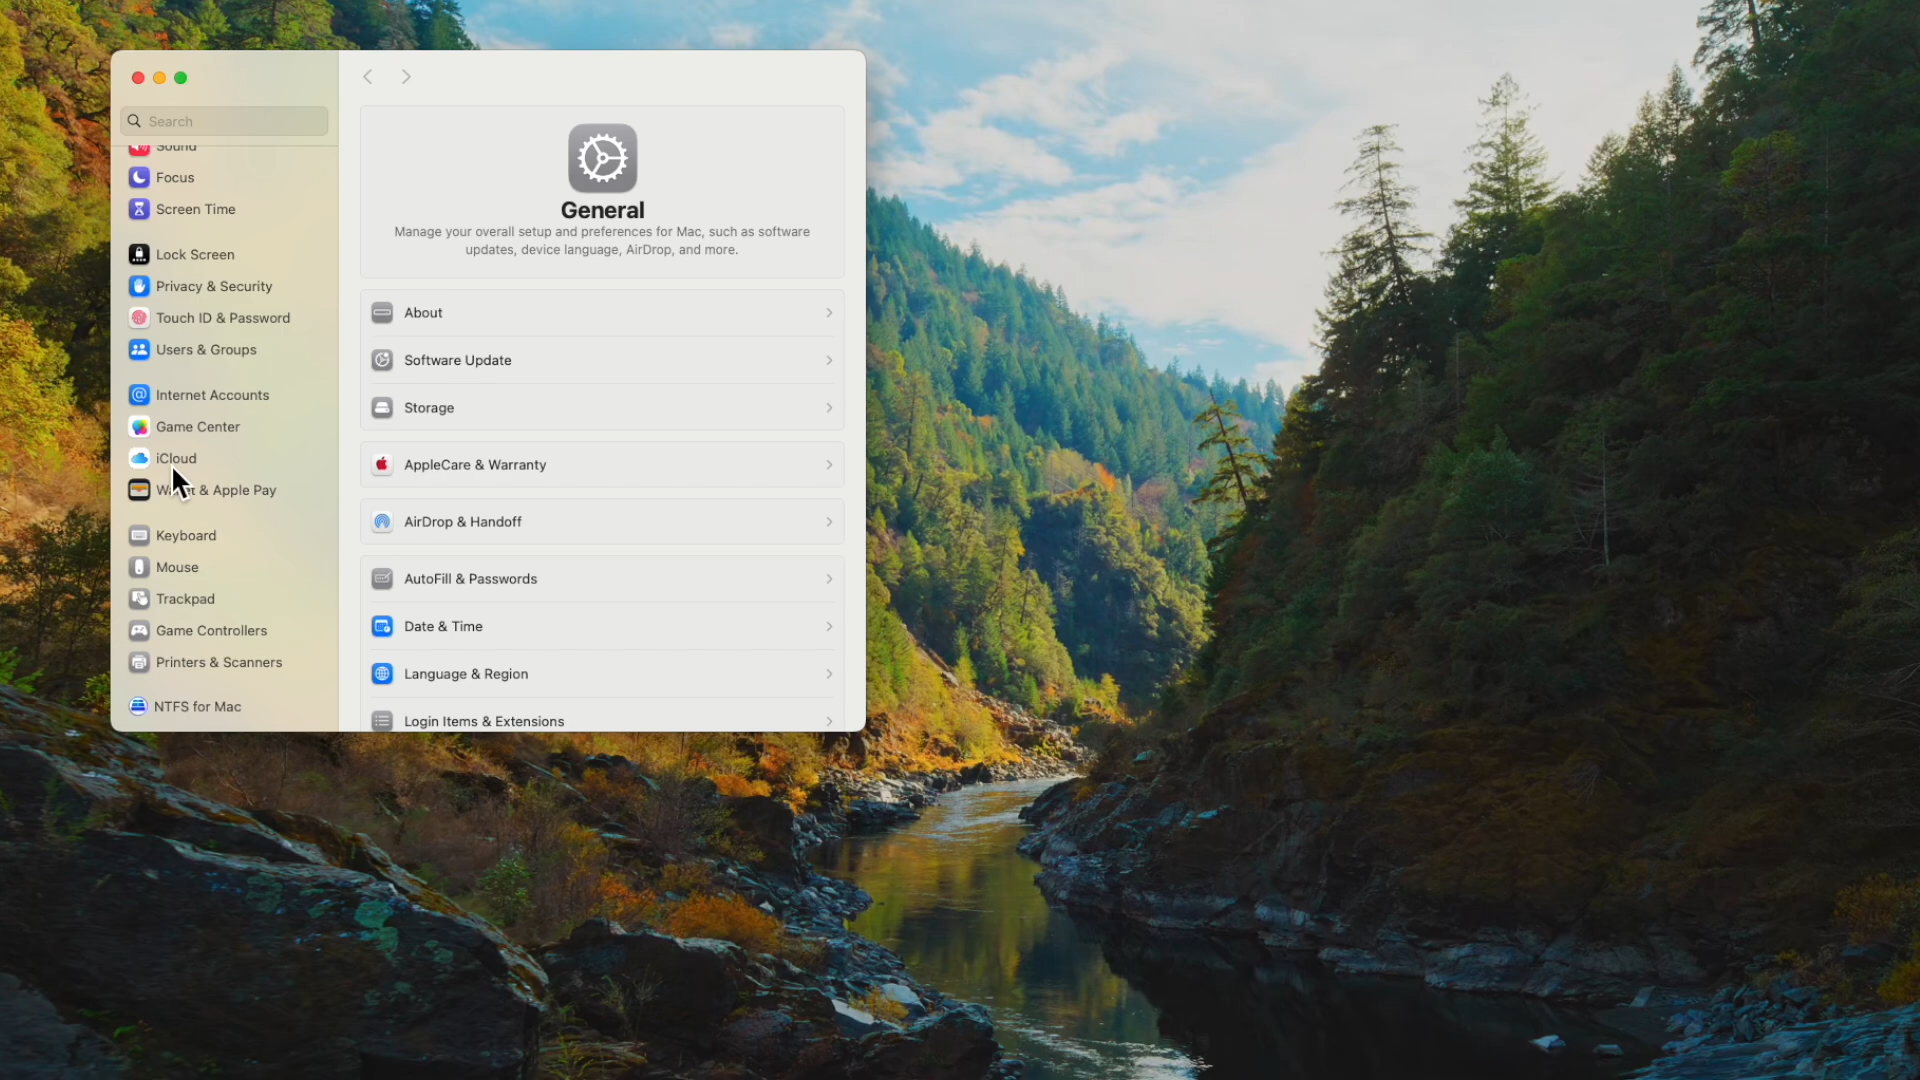 Search
Sound
Focus
Screen Time
Lock Screen
Privacy & Security
Touch ID & Password
Users & Groups
Internet Accounts
Game Center
iCloud
& Apple Pay
Keyboard
Mouse
Trackpad
Game Controllers
Printers & Scanners
NTFS for Mac
General
Manage your overall setup and preferences for Mac, such as software
updates, device language, AirDrop, and more.
About
Software Update
Storage
AppleCare & Warranty
AirDrop & Handoff
AutoFill & Passwords
Date & Time
Language & Region
Login Items & Extensions